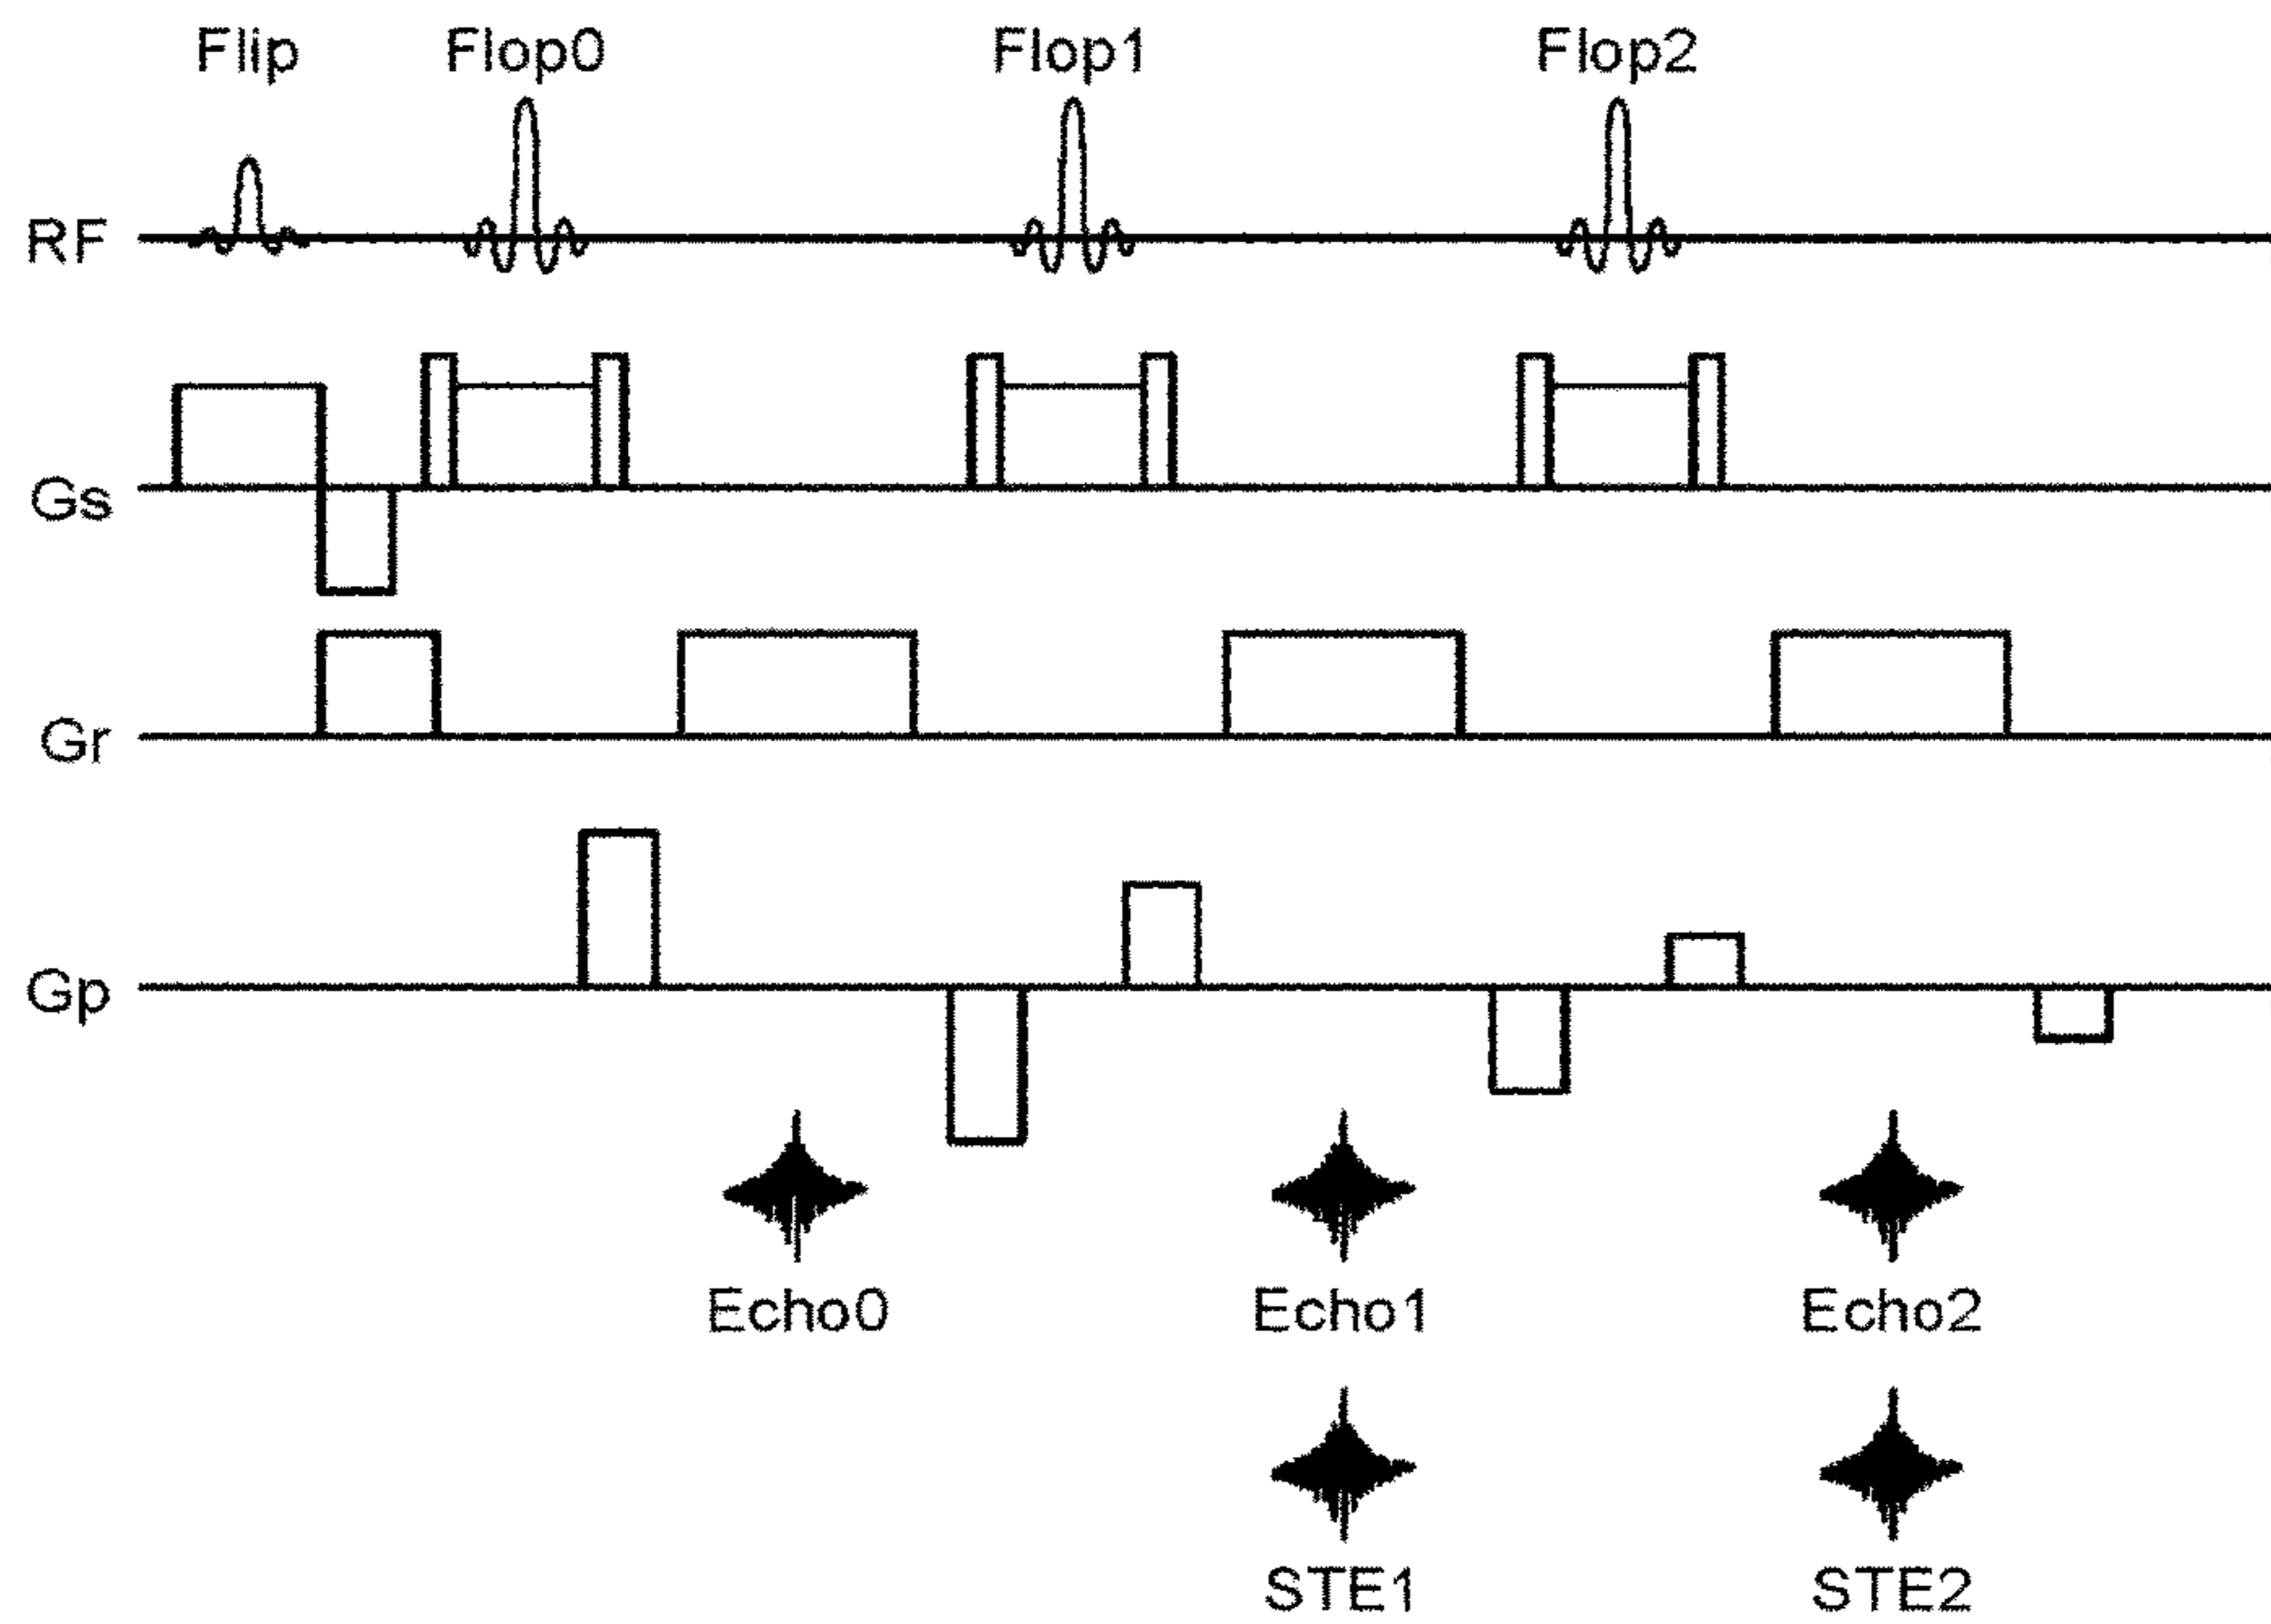 Flip Flop0 Flop1 Flop2
RF
Gs
Gr
Gp
Echo0 Echo1 Echo2
STE1 STE2